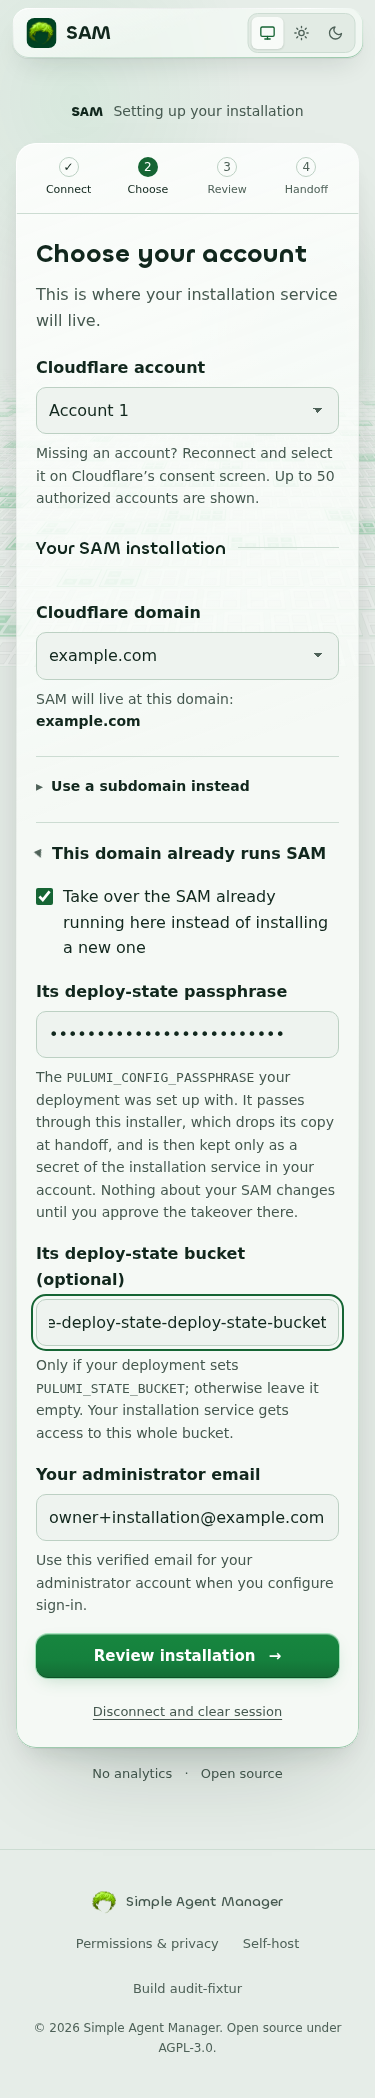 SAM
SAM Setting up your installation
✓ 2 3 4
Connect Choose Review Handoff
Choose your account
This is where your installation service
will live.
Cloudflare account
Account 1
Missing an account? Reconnect and select
it on Cloudflare’s consent screen. Up to 50
authorized accounts are shown.
Your SAM installation
Cloudflare domain
example.com
SAM will live at this domain:
example.com
▸ Use a subdomain instead
This domain already runs SAM
Take over the SAM already
running here instead of installing
a new one
Its deploy-state passphrase
The PULUMI_CONFIG_PASSPHRASE your
deployment was set up with. It passes
through this installer, which drops its copy
at handoff, and is then kept only as a
secret of the installation service in your
account. Nothing about your SAM changes
until you approve the takeover there.
Its deploy-state bucket
(optional)
e-deploy-state-deploy-state-bucket
Only if your deployment sets
PULUMI_STATE_BUCKET; otherwise leave it
empty. Your installation service gets
access to this whole bucket.
Your administrator email
owner+installation@example.com
Use this verified email for your
administrator account when you configure
sign-in.
Review installation →
Disconnect and clear session
No analytics · Open source
Simple Agent Manager
Permissions & privacy Self-host
Build audit-fixtur
© 2026 Simple Agent Manager. Open source under
AGPL-3.0.